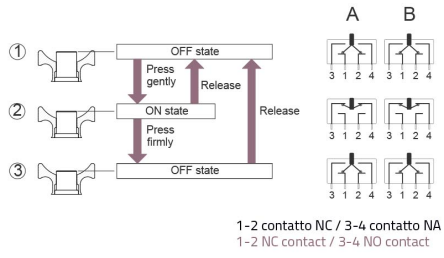 A B
① OFF state
Press gently
Release
3 1 2 4 3 1 2 4
② ON state
Release
Press firmly
3 1 2 4 3 1 2 4
③ OFF state
3 1 2 4 3 1 2 4
1-2 contatto NC / 3-4 contatto NA
1-2 NC contact / 3-4 NO contact